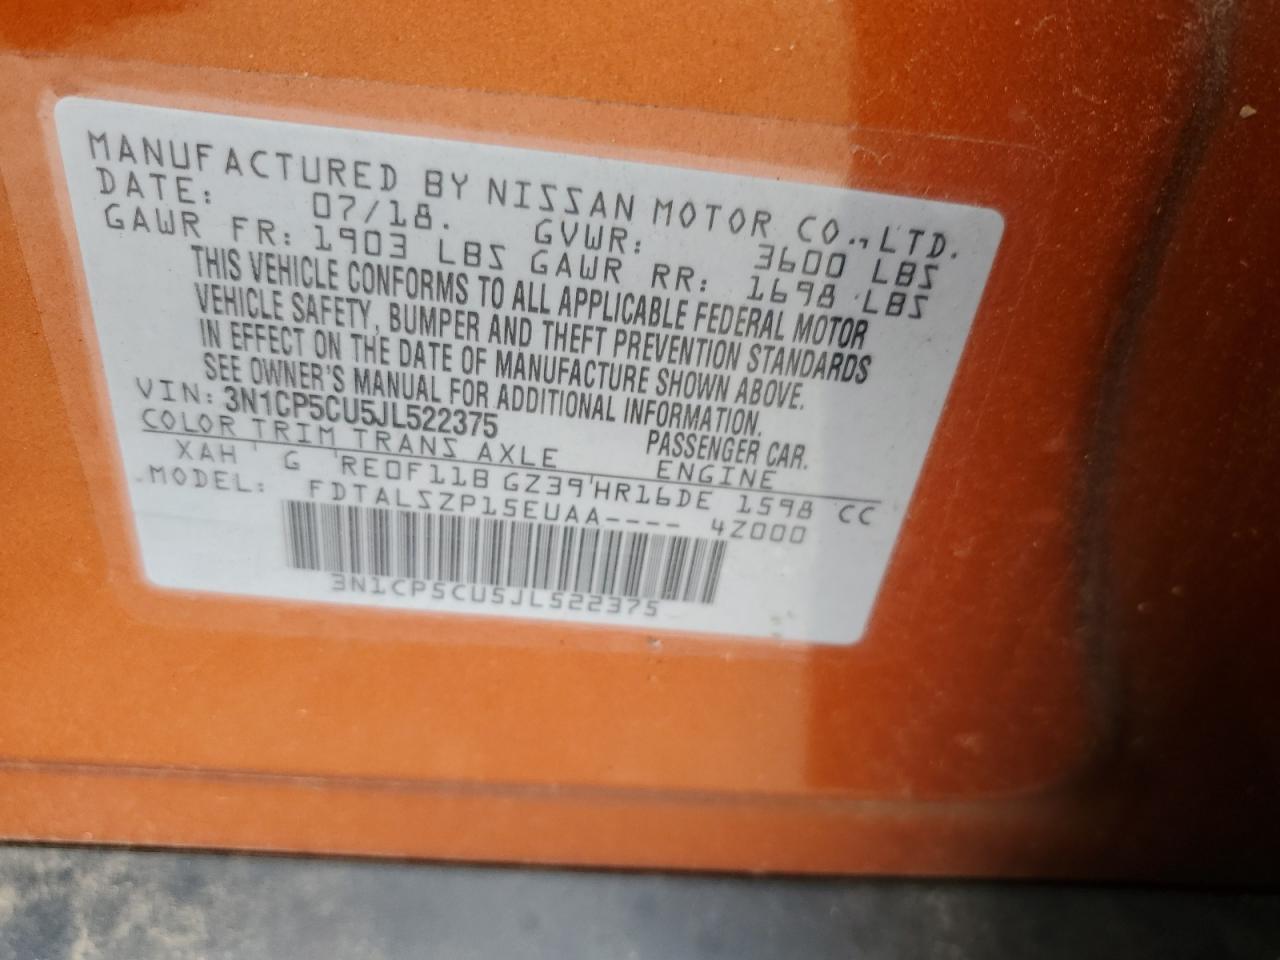 MANUFACTURED BY NISSAN MOTOR CO., LTD.
DATE: 07/18. GVWR: 3600 LBS
GAWR FR: 1903 LBS GAWR RR: 1698 LBS
THIS VEHICLE CONFORMS TO ALL APPLICABLE FEDERAL MOTOR
VEHICLE SAFETY, BUMPER AND THEFT PREVENTION STANDARDS
IN EFFECT ON THE DATE OF MANUFACTURE SHOWN ABOVE.
SEE OWNER'S MANUAL FOR ADDITIONAL INFORMATION.
VIN: 3N1CP5CU5JL522375 PASSENGER CAR.
COLOR TRIM TRANS AXLE ENGINE
XAH G RE0F11B GZ39 HR16DE 1598 CC
MODEL: FDTALSZP15EUAA---- 4Z000
3N1CP5CU5JL522375